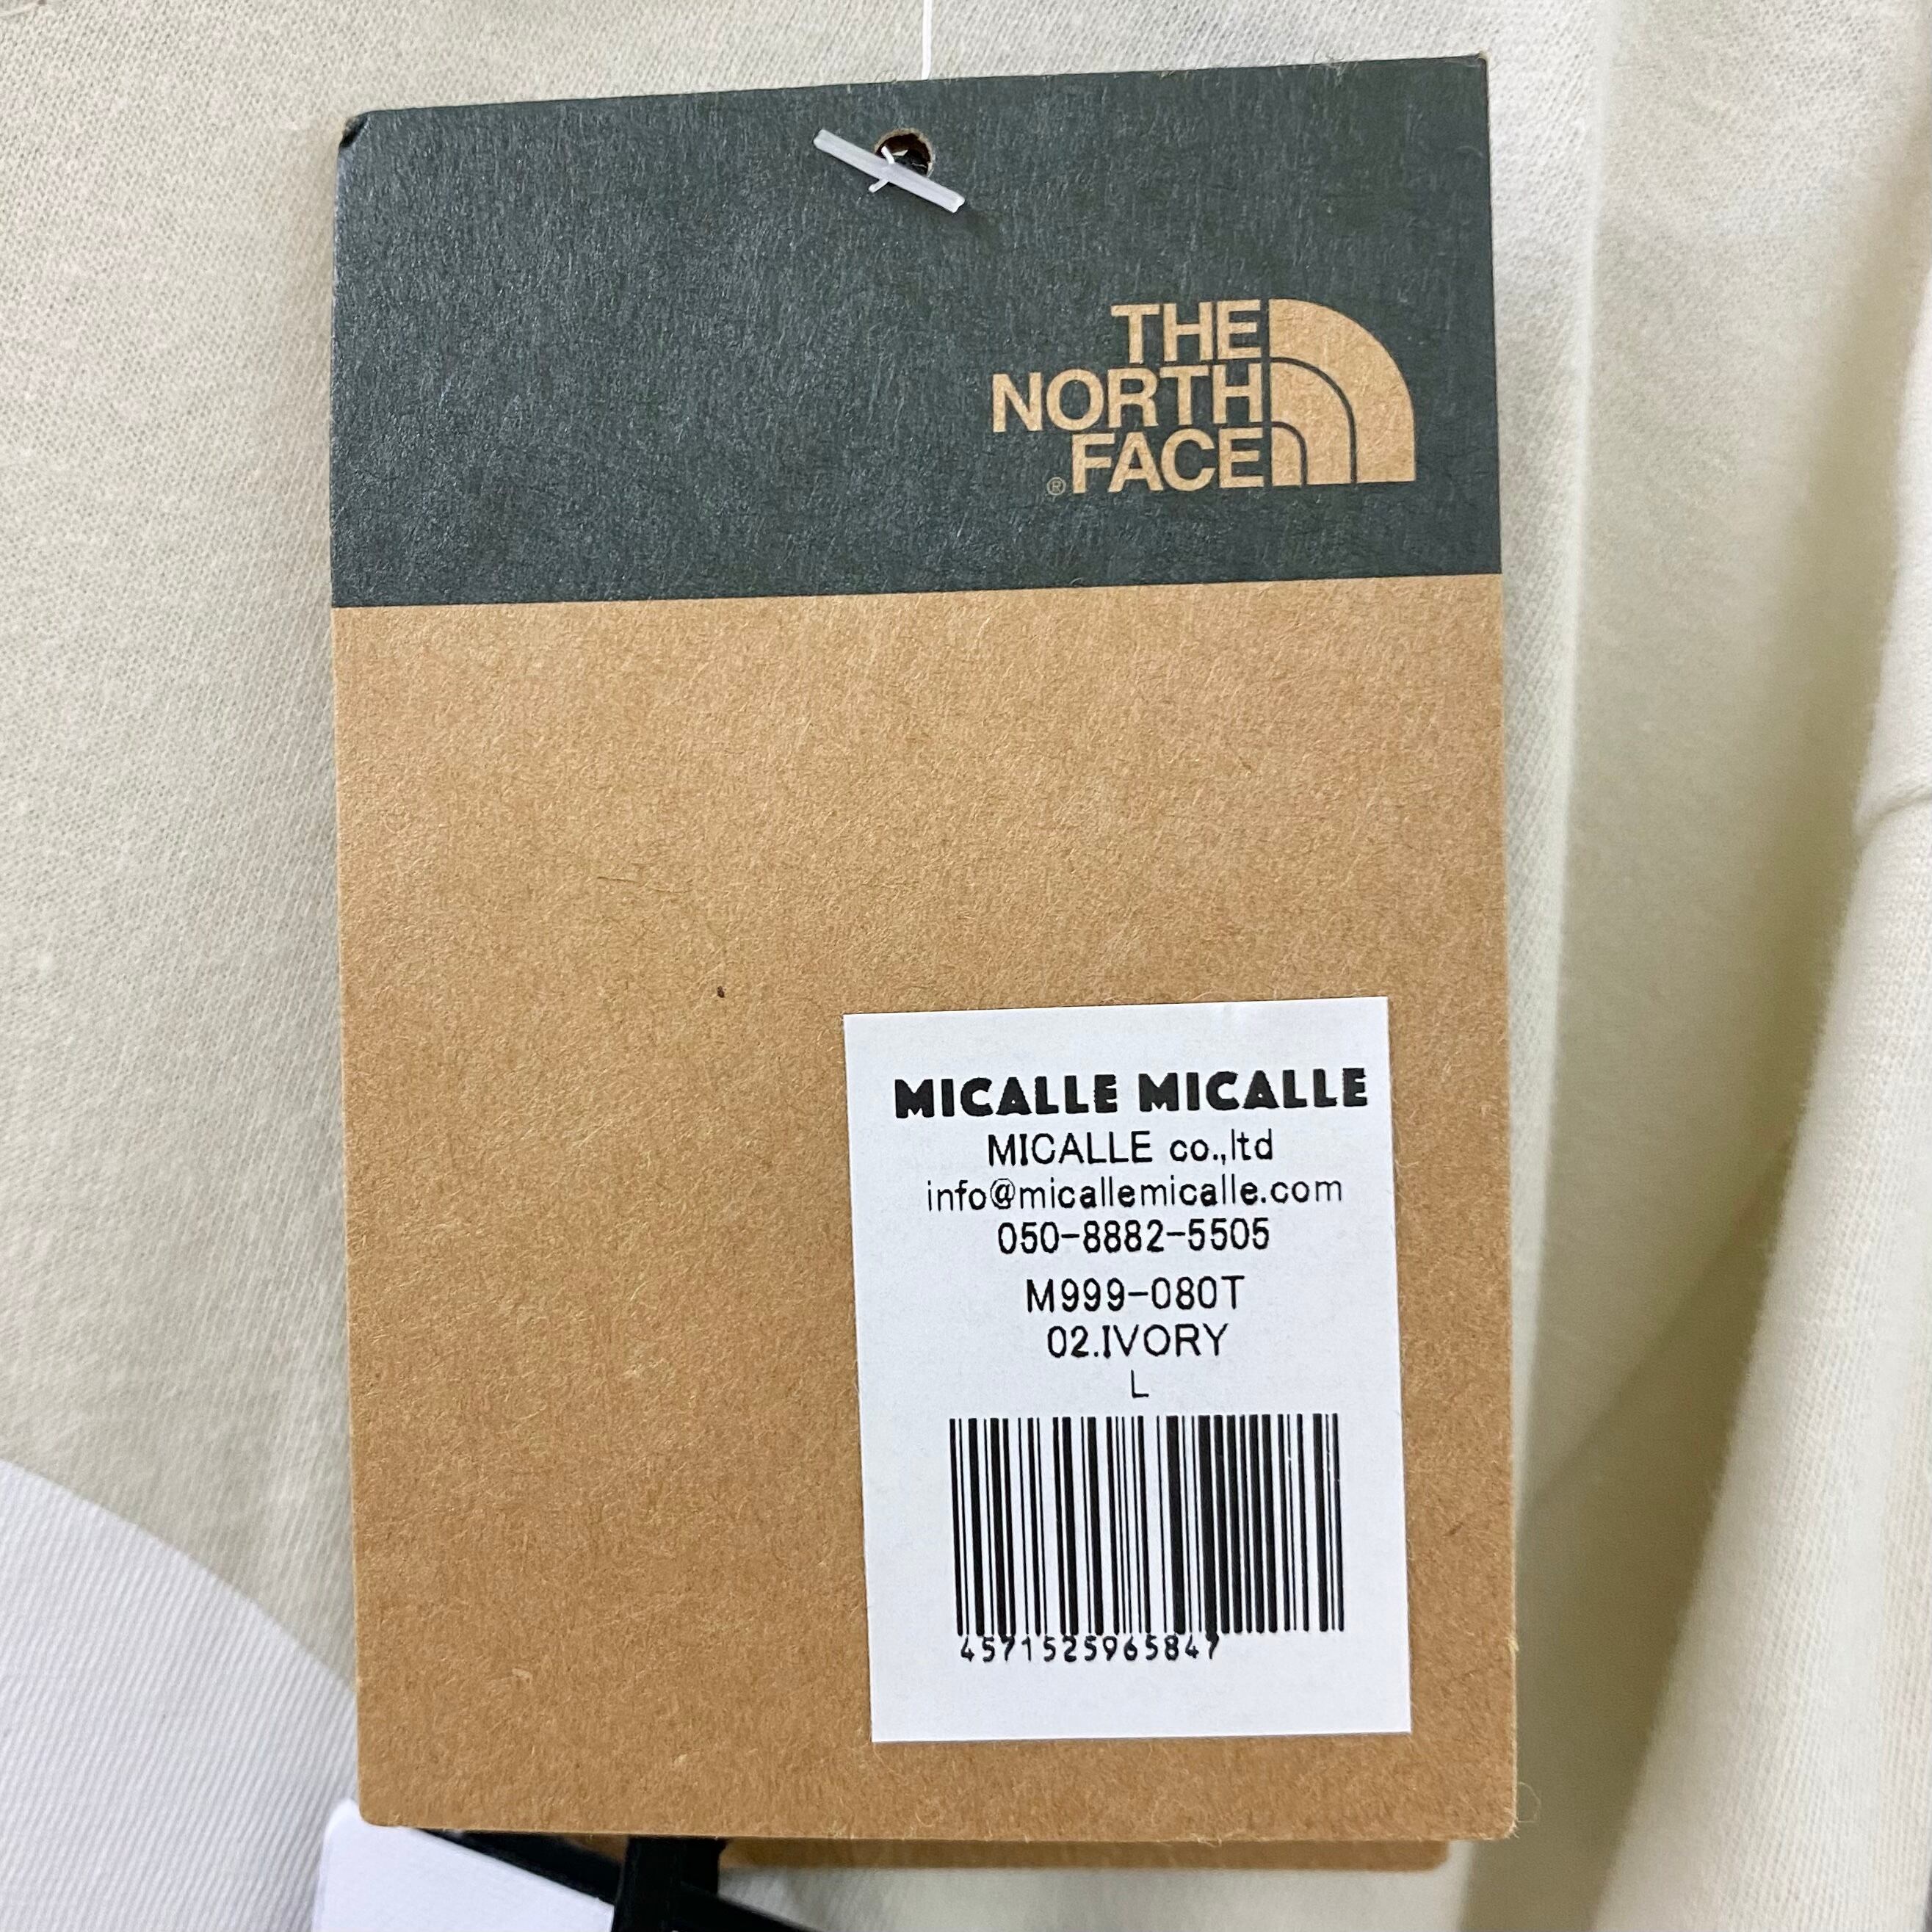 THE
NORTH
FACE
®
MICALLE MICALLE
MICALLE co.,ltd
info@micallemicalle.com
050-8882-5505
M999-080T
02.IVORY
L
4571525965847